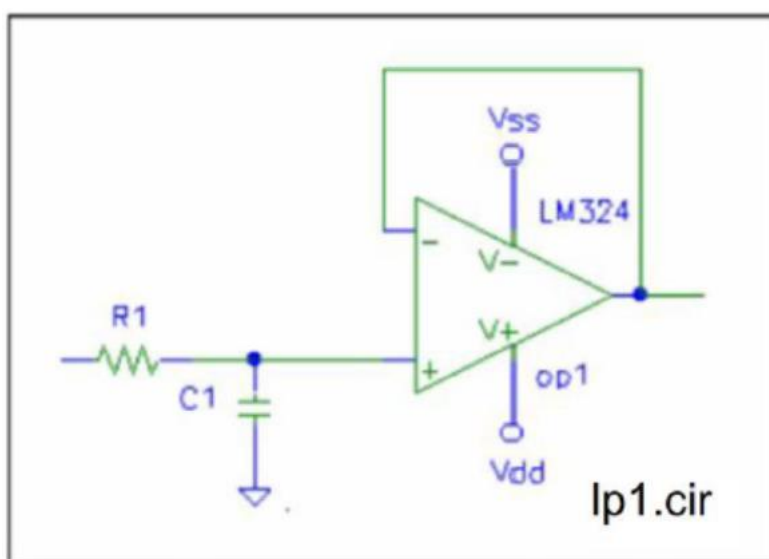 Vss
LM324
-
V-
R1
V+
+
op1
C1
Vdd
lp1.cir